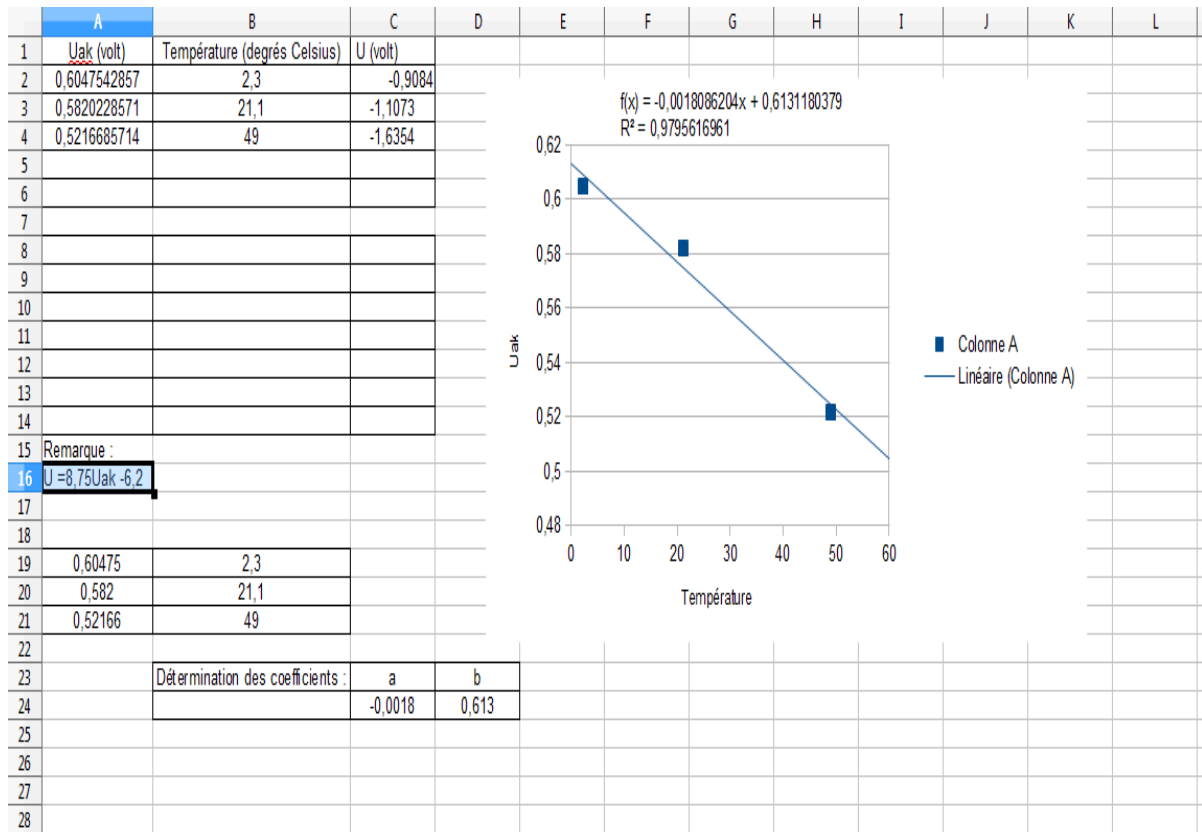 A B C D E F G H I J K L
1 Uak (volt) Température (degrés Celsius) U (volt)
2 0,6047542857 2,3 -0,9084
3 0,5820228571 21,1 -1,1073
4 0,5216685714 49 -1,6354
5
6
7
8
9
10
11
12
13
14
15 Remarque :
16 U =8,75Uak -6,2
17
18
19 0,60475 2,3
20 0,582 21,1
21 0,52166 49
22
23 Détermination des coefficients : a b
24 -0,0018 0,613
25
26
27
28
f(x) = -0,0018086204x + 0,6131180379
R² = 0,9795616961
0,62
0,6
0,58
0,56
0,54
0,52
0,5
0,48
Uak
0 10 20 30 40 50 60
Température
Colonne A
Linéaire (Colonne A)